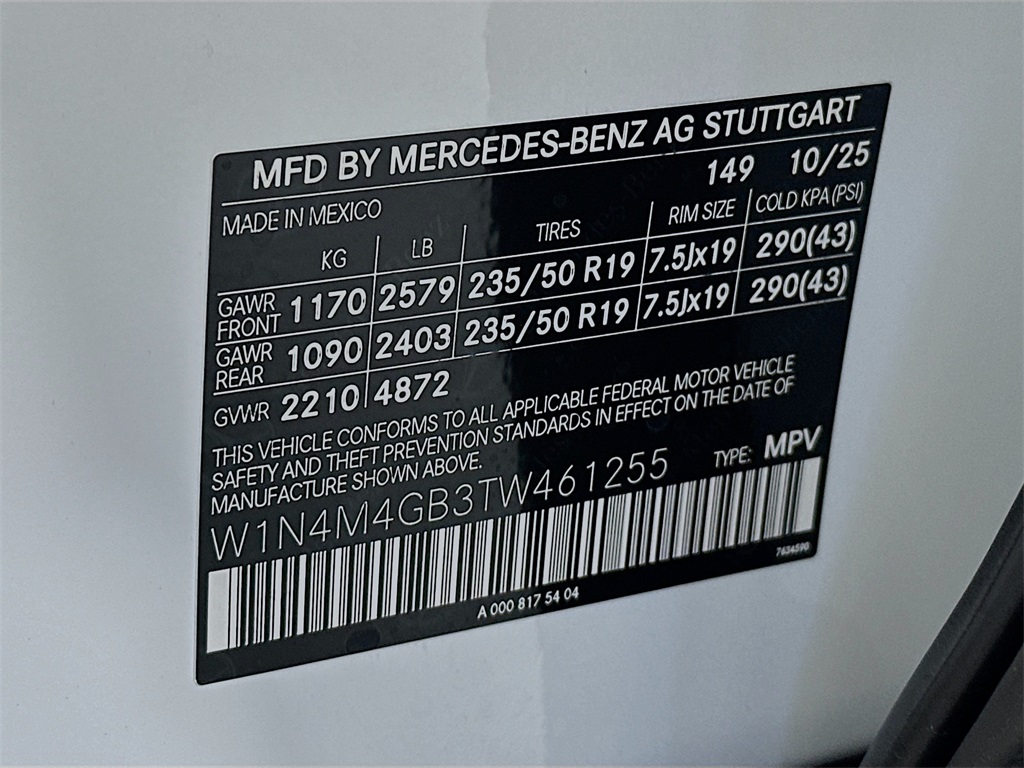 MFD BY MERCEDES-BENZ AG STUTTGART
149 10/25
MADE IN MEXICO
KG LB TIRES RIM SIZE COLD KPA (PSI)
GAWR FRONT 1170 2579 235/50 R19 7.5Jx19 290(43)
GAWR REAR 1090 2403 235/50 R19 7.5Jx19 290(43)
GVWR 2210 4872
THIS VEHICLE CONFORMS TO ALL APPLICABLE FEDERAL MOTOR VEHICLE
SAFETY AND THEFT PREVENTION STANDARDS IN EFFECT ON THE DATE OF
MANUFACTURE SHOWN ABOVE.
W1N4M4GB3TW461255 TYPE: MPV
7634590
A 000 817 54 04